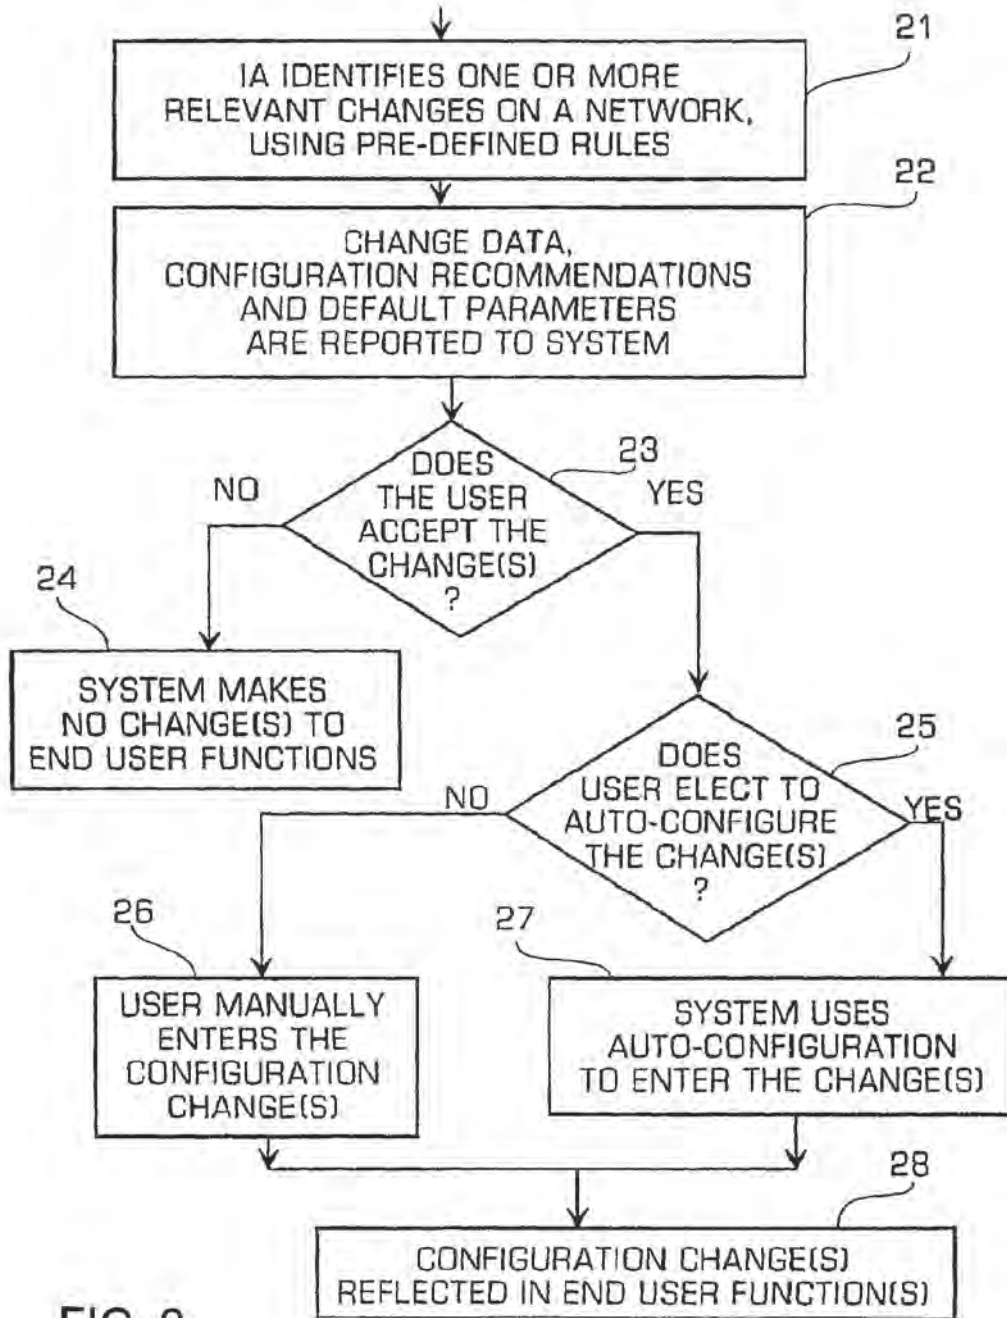 21
IA IDENTIFIES ONE OR MORE
RELEVANT CHANGES ON A NETWORK,
USING PRE-DEFINED RULES
22
CHANGE DATA,
CONFIGURATION RECOMMENDATIONS
AND DEFAULT PARAMETERS
ARE REPORTED TO SYSTEM
23
NO
YES
DOES
THE USER
ACCEPT THE
CHANGE(S)
?
24
SYSTEM MAKES
NO CHANGE(S) TO
END USER FUNCTIONS
25
NO
YES
DOES
USER ELECT TO
AUTO-CONFIGURE
THE CHANGE(S)
?
26
USER MANUALLY
ENTERS THE
CONFIGURATION
CHANGE(S)
27
SYSTEM USES
AUTO-CONFIGURATION
TO ENTER THE CHANGE(S)
28
CONFIGURATION CHANGE(S)
REFLECTED IN END USER FUNCTION(S)
FIG.